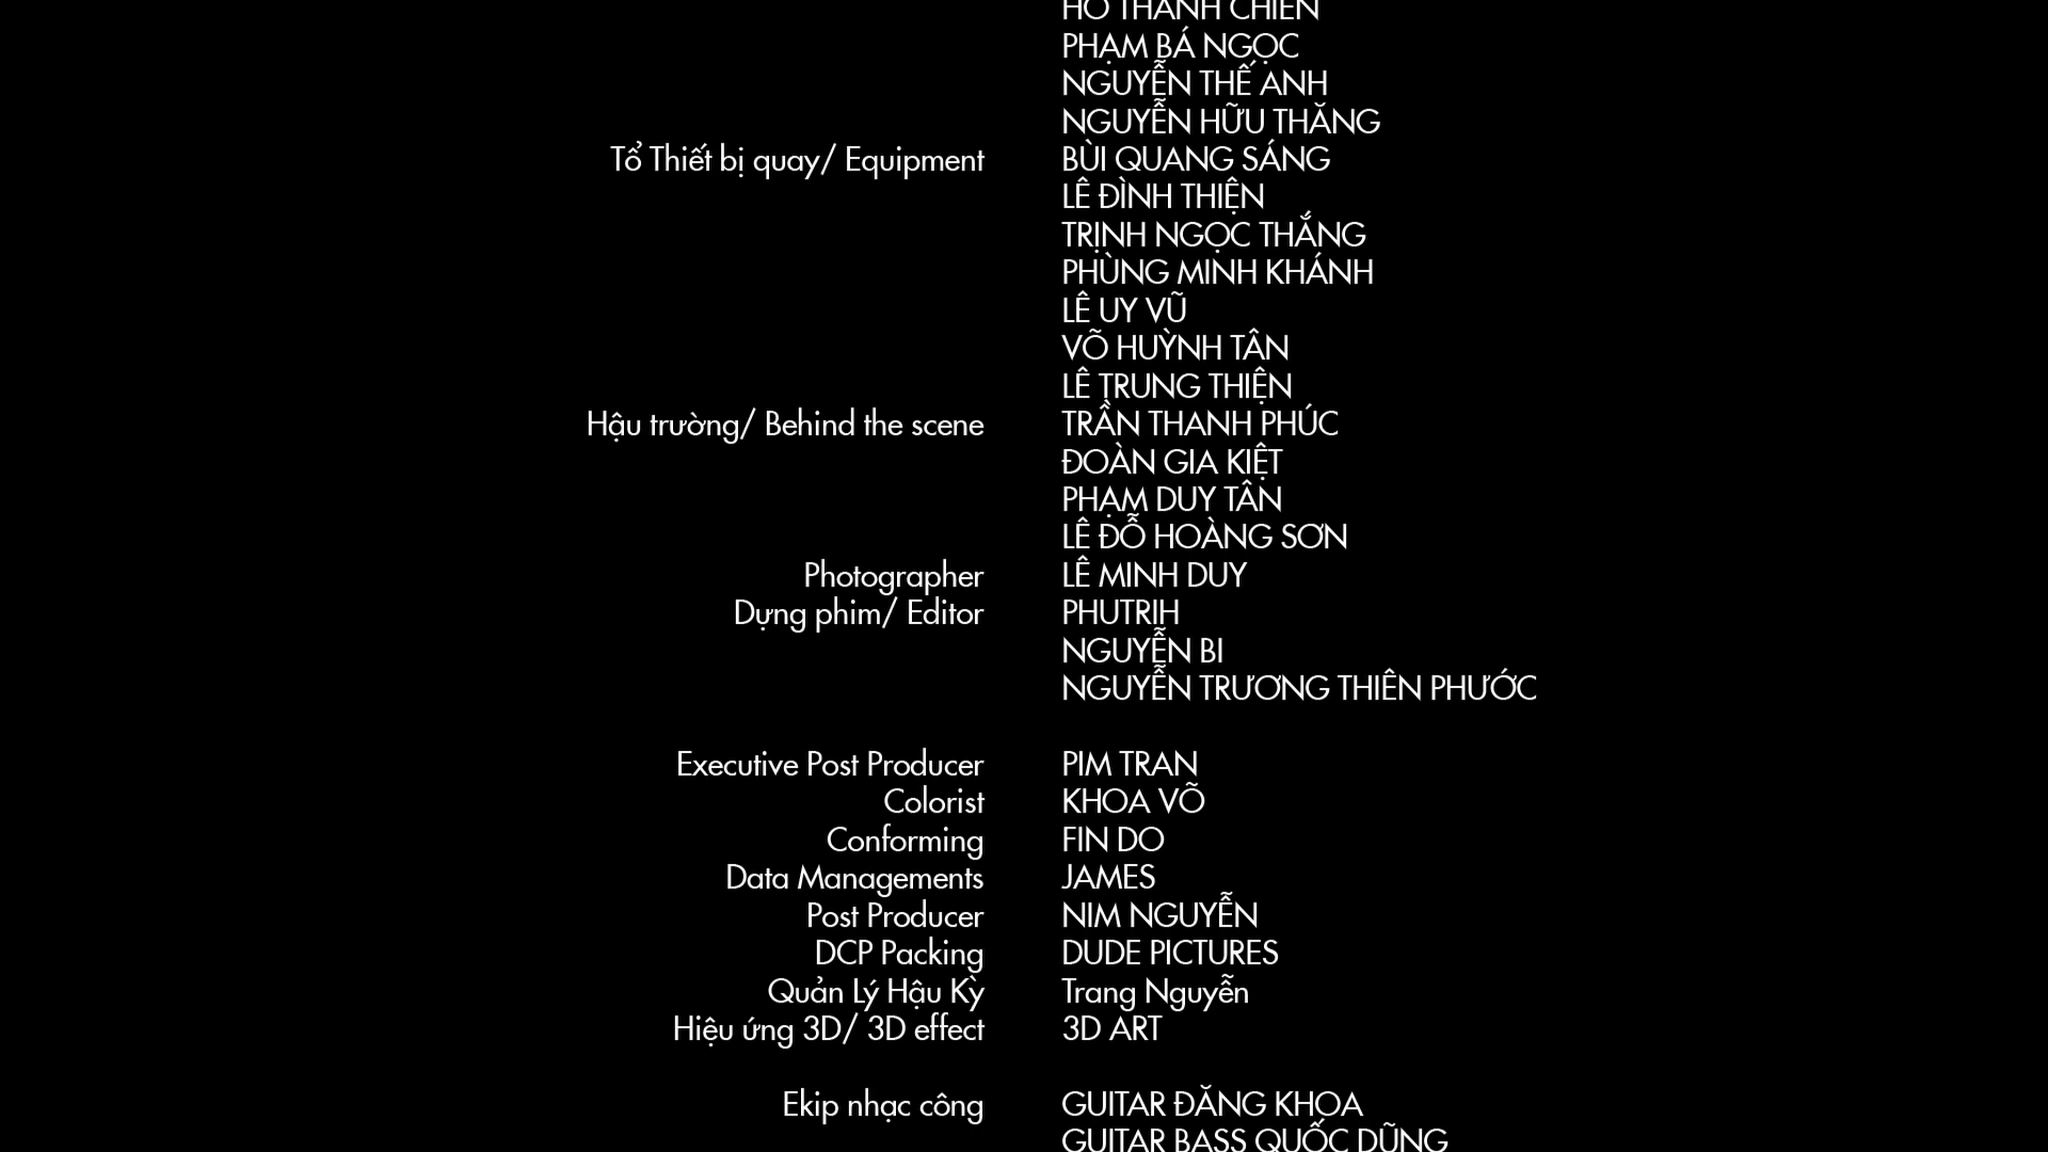 HỒ THANH CHIẾN
PHẠM BÁ NGỌC
NGUYỄN THẾ ANH
NGUYỄN HỮU THĂNG
Tổ Thiết bị quay/ Equipment BÙI QUANG SÁNG
LÊ ĐÌNH THIỆN
TRỊNH NGỌC THẮNG
PHÙNG MINH KHÁNH
LÊ UY VŨ
VÕ HUỲNH TÂN
LÊ TRUNG THIỆN
Hậu trường/ Behind the scene TRẦN THANH PHÚC
ĐOÀN GIA KIỆT
PHẠM DUY TÂN
LÊ ĐỖ HOÀNG SƠN
Photographer LÊ MINH DUY
Dựng phim/ Editor PHUTRIH
NGUYỄN BI
NGUYỄN TRƯƠNG THIÊN PHƯỚC
Executive Post Producer PIM TRAN
Colorist KHOA VÕ
Conforming FIN DO
Data Managements JAMES
Post Producer NIM NGUYỄN
DCP Packing DUDE PICTURES
Quản Lý Hậu Kỳ Trang Nguyễn
Hiệu ứng 3D/ 3D effect 3D ART
Ekip nhạc công GUITAR ĐĂNG KHOA
GUITAR BASS QUỐC DŨNG